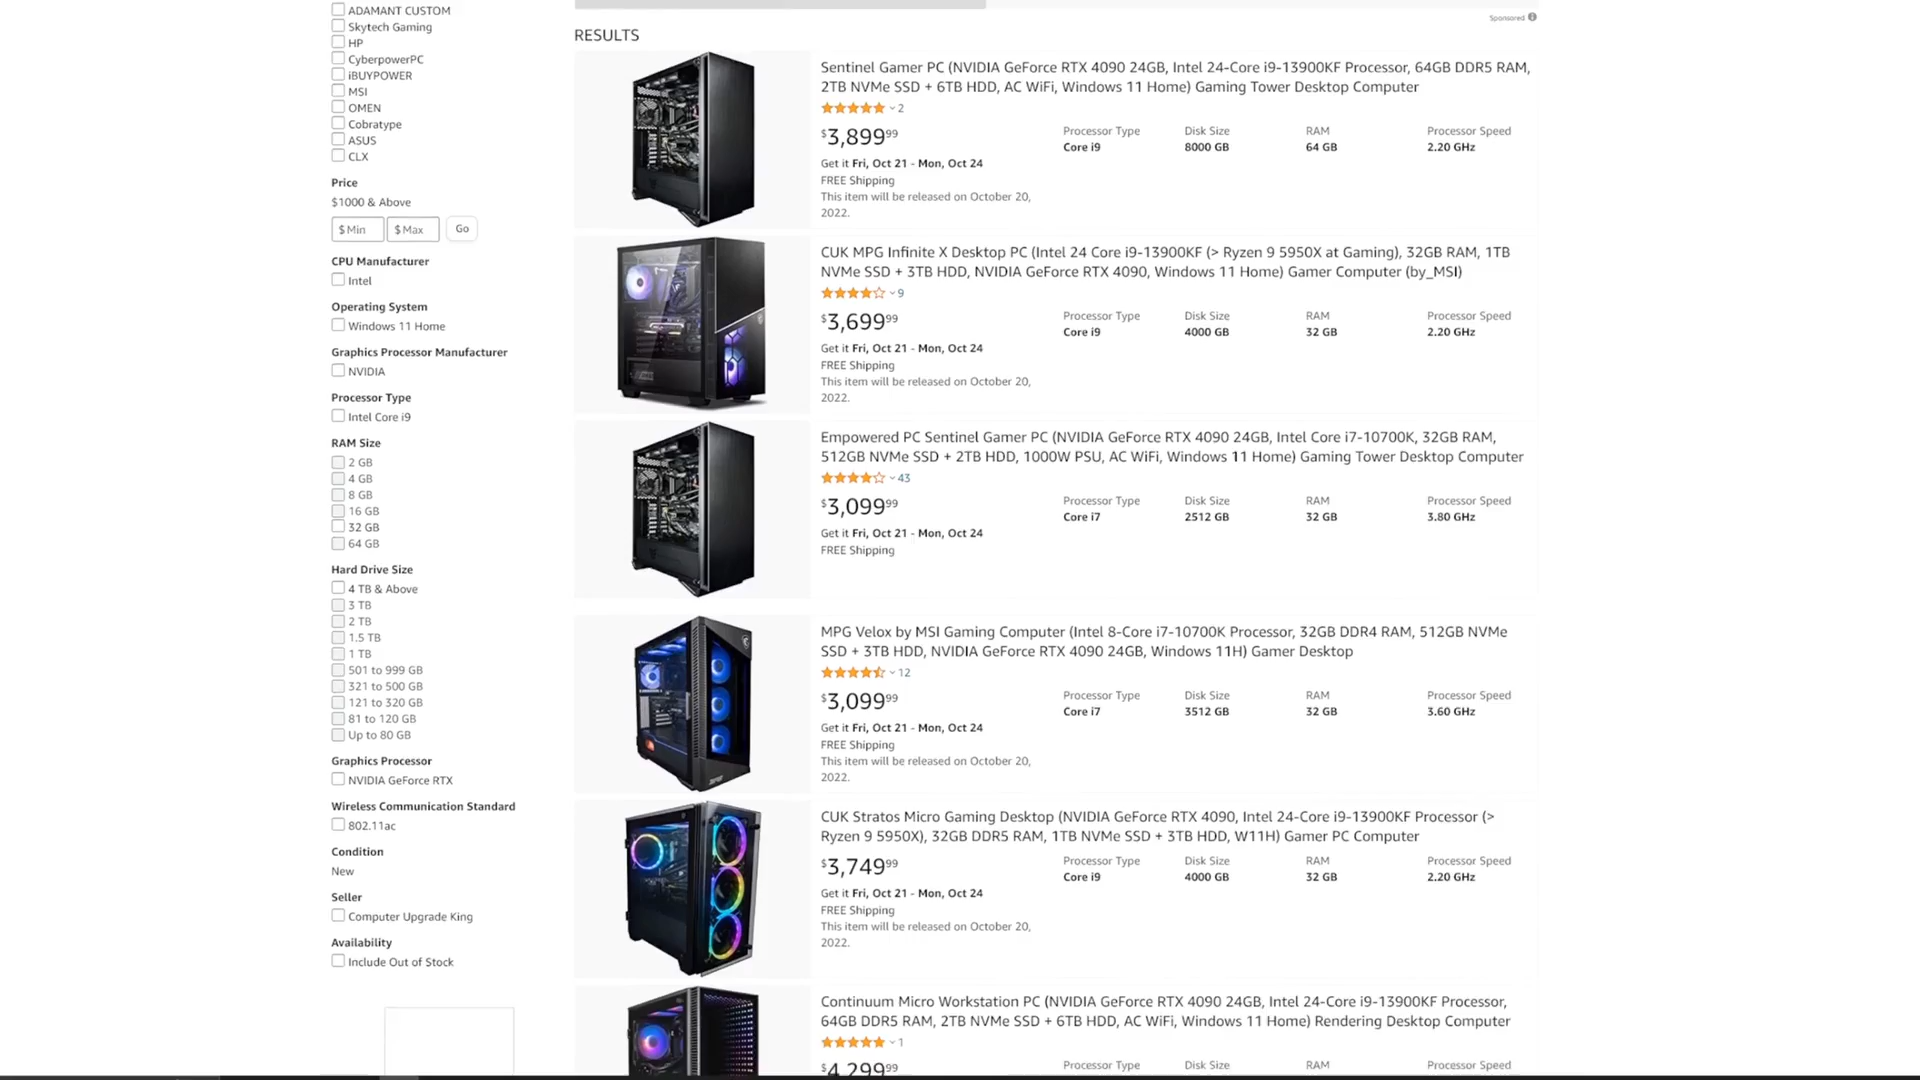 ADAMANT CUSTOM
Skytech Gaming
HP
CyberpowerPC
iBUYPOWER
MSI
OMEN
Cobratype
ASUS
CLX
Price
$1000 & Above
$ Min
$ Max
Go
CPU Manufacturer
Intel
Operating System
Windows 11 Home
Graphics Processor Manufacturer
NVIDIA
Processor Type
Intel Core i9
RAM Size
2 GB
4 GB
8 GB
16 GB
32 GB
64 GB
Hard Drive Size
4 TB & Above
3 TB
2 TB
1.5 TB
1 TB
501 to 999 GB
321 to 500 GB
121 to 320 GB
81 to 120 GB
Up to 80 GB
Graphics Processor
NVIDIA GeForce RTX
Wireless Communication Standard
802.11ac
Condition
New
Seller
Computer Upgrade King
Availability
Include Out of Stock
Sponsored
RESULTS
Sentinel Gamer PC (NVIDIA GeForce RTX 4090 24GB, Intel 24-Core i9-13900KF Processor, 64GB DDR5 RAM,
2TB NVMe SSD + 6TB HDD, AC WiFi, Windows 11 Home) Gaming Tower Desktop Computer
2
$3,899.99
Get it Fri, Oct 21 - Mon, Oct 24
FREE Shipping
This item will be released on October 20,
2022.
Processor Type Disk Size RAM Processor Speed
Core i9 8000 GB 64 GB 2.20 GHz
CUK MPG Infinite X Desktop PC (Intel 24 Core i9-13900KF (> Ryzen 9 5950X at Gaming), 32GB RAM, 1TB
NVMe SSD + 3TB HDD, NVIDIA GeForce RTX 4090, Windows 11 Home) Gamer Computer (by_MSI)
9
$3,699.99
Get it Fri, Oct 21 - Mon, Oct 24
FREE Shipping
This item will be released on October 20,
2022.
Processor Type Disk Size RAM Processor Speed
Core i9 4000 GB 32 GB 2.20 GHz
Empowered PC Sentinel Gamer PC (NVIDIA GeForce RTX 4090 24GB, Intel Core i7-10700K, 32GB RAM,
512GB NVMe SSD + 2TB HDD, 1000W PSU, AC WiFi, Windows 11 Home) Gaming Tower Desktop Computer
43
$3,099.99
Get it Fri, Oct 21 - Mon, Oct 24
FREE Shipping
Processor Type Disk Size RAM Processor Speed
Core i7 2512 GB 32 GB 3.80 GHz
MPG Velox by MSI Gaming Computer (Intel 8-Core i7-10700K Processor, 32GB DDR4 RAM, 512GB NVMe
SSD + 3TB HDD, NVIDIA GeForce RTX 4090 24GB, Windows 11H) Gamer Desktop
12
$3,099.99
Get it Fri, Oct 21 - Mon, Oct 24
FREE Shipping
This item will be released on October 20,
2022.
Processor Type Disk Size RAM Processor Speed
Core i7 3512 GB 32 GB 3.60 GHz
CUK Stratos Micro Gaming Desktop (NVIDIA GeForce RTX 4090, Intel 24-Core i9-13900KF Processor (>
Ryzen 9 5950X), 32GB DDR5 RAM, 1TB NVMe SSD + 3TB HDD, W11H) Gamer PC Computer
$3,749.99
Get it Fri, Oct 21 - Mon, Oct 24
FREE Shipping
This item will be released on October 20,
2022.
Processor Type Disk Size RAM Processor Speed
Core i9 4000 GB 32 GB 2.20 GHz
Continuum Micro Workstation PC (NVIDIA GeForce RTX 4090 24GB, Intel 24-Core i9-13900KF Processor,
64GB DDR5 RAM, 2TB NVMe SSD + 6TB HDD, AC WiFi, Windows 11 Home) Rendering Desktop Computer
1
$4,299.99
Processor Type Disk Size RAM Processor Speed